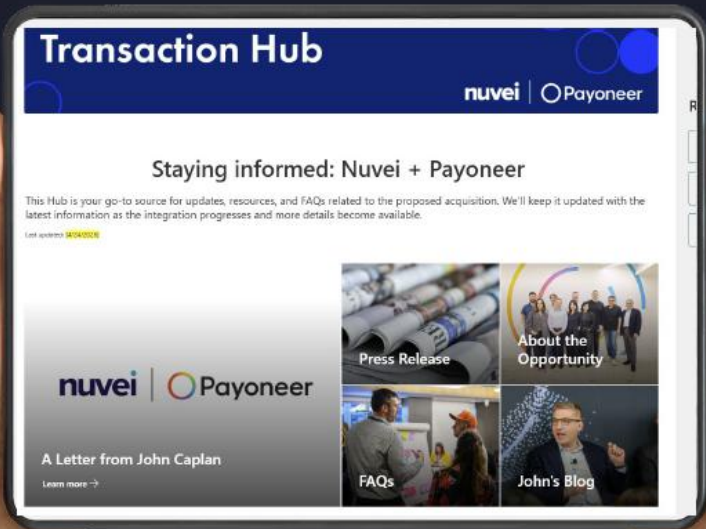 Transaction Hub
nuvei | Payoneer
Staying informed: Nuvei + Payoneer
This Hub is your go-to source for updates, resources, and FAQs related to the proposed acquisition. We'll keep it updated with the
latest information as the integration progresses and more details become available.
Last updated:
nuvei | Payoneer
A Letter from John Caplan
Learn more →
Press Release
About the
Opportunity
FAQs
John's Blog
R